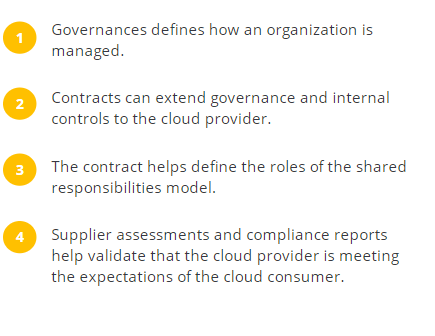 1 Governances defines how an organization is
managed.
2 Contracts can extend governance and internal
controls to the cloud provider.
3 The contract helps define the roles of the shared
responsibilities model.
4 Supplier assessments and compliance reports
help validate that the cloud provider is meeting
the expectations of the cloud consumer.